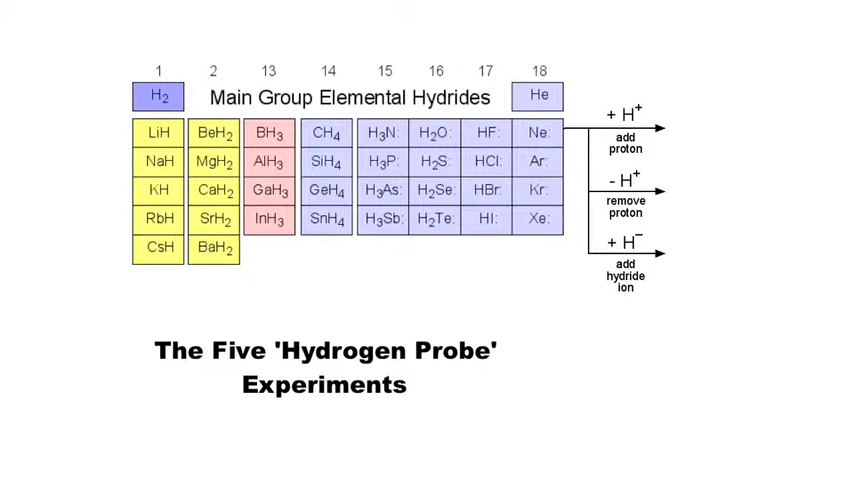 1 2 13 14 15 16 17 18
H₂ Main Group Elemental Hydrides He
LiH BeH₂ BH₃ CH₄ H₃N: H₂O: HF: Ne:
NaH MgH₂ AlH₃ SiH₄ H₃P: H₂S: HCl: Ar:
KH CaH₂ GaH₃ GeH₄ H₃As: H₂Se: HBr: Kr:
RbH SrH₂ InH₃ SnH₄ H₃Sb: H₂Te: HI: Xe:
CsH BaH₂
+ H⁺
add
proton
- H⁺
remove
proton
+ H⁻
add
hydride
ion
The Five 'Hydrogen Probe'
Experiments